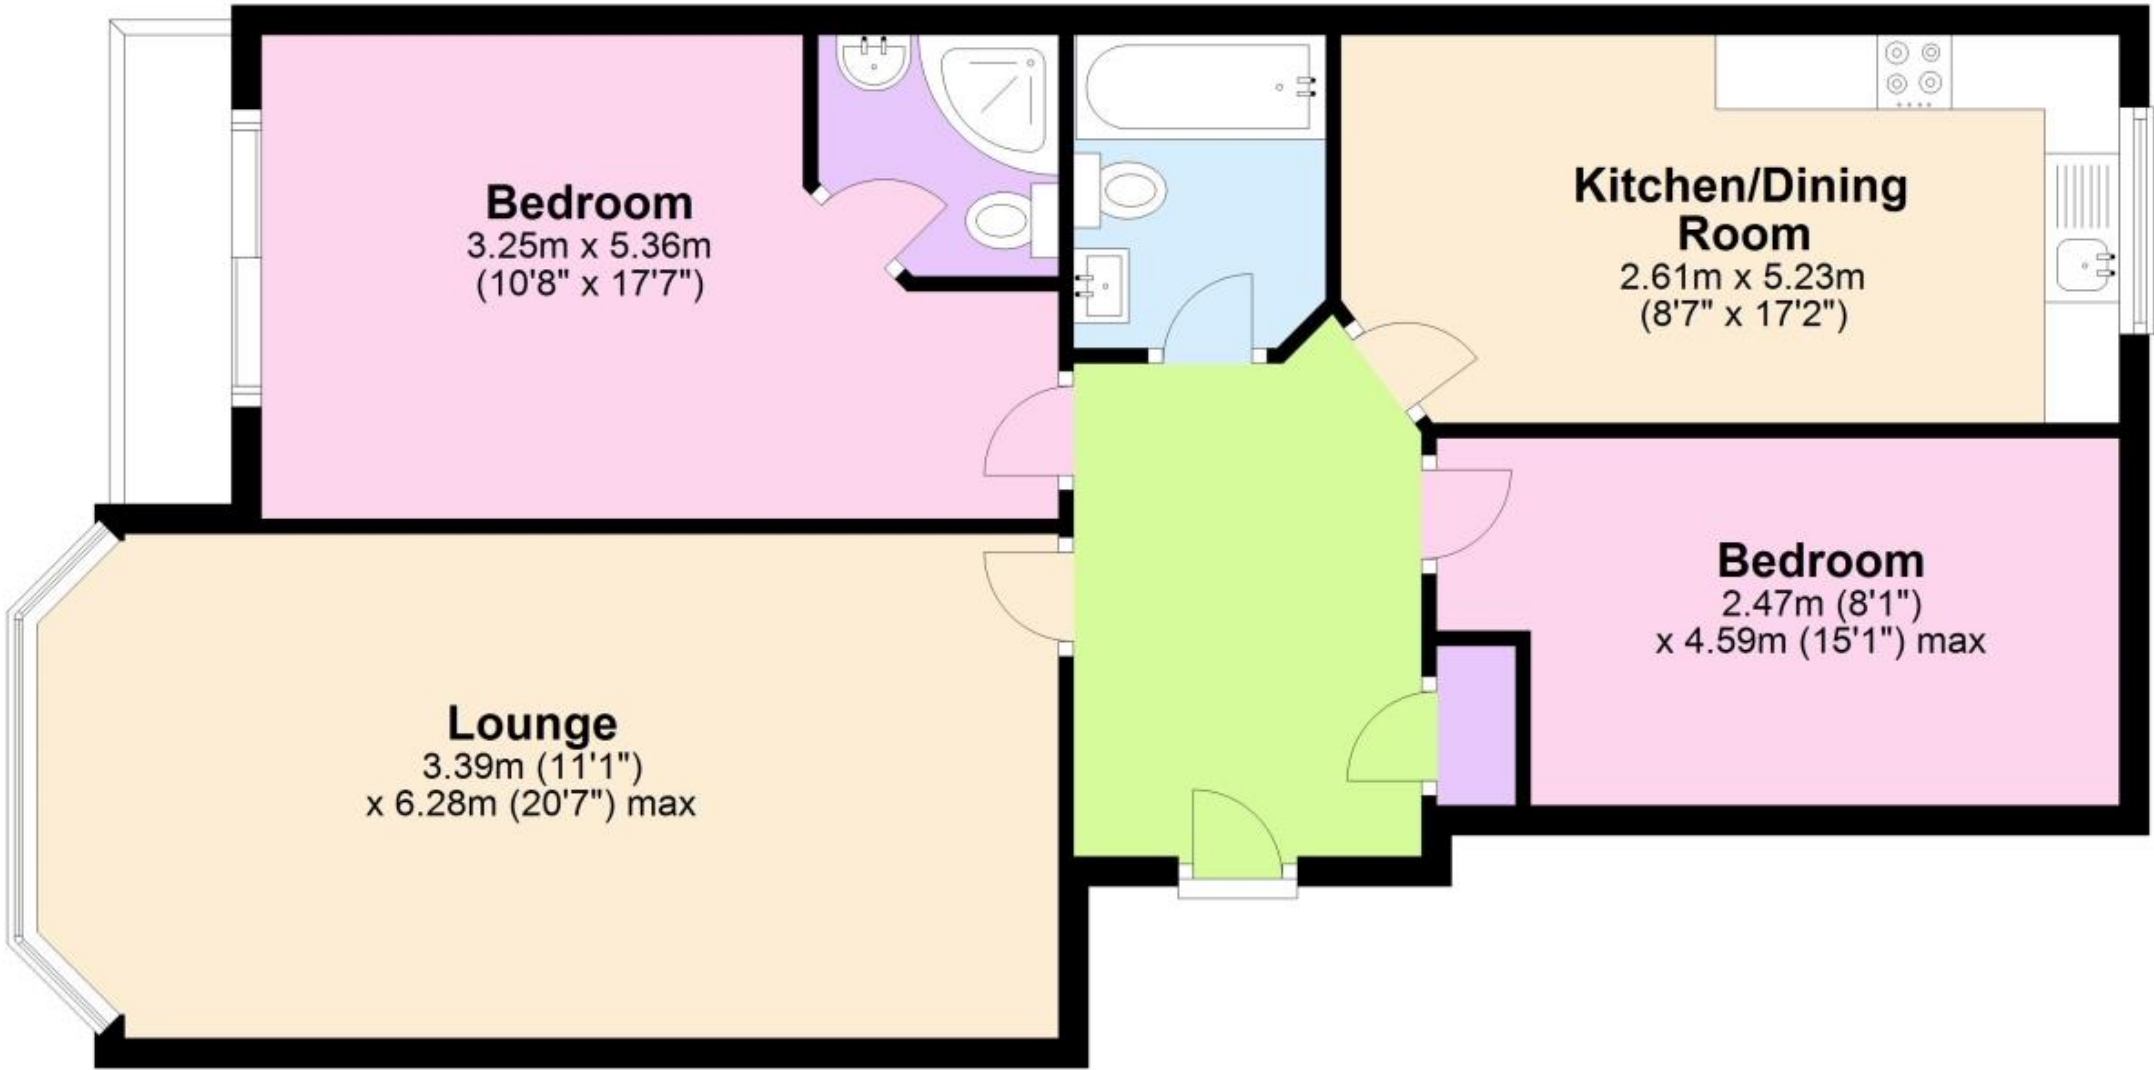 Bedroom
3.25m x 5.36m
(10'8" x 17'7")
Kitchen/Dining
Room
2.61m x 5.23m
(8'7" x 17'2")
Bedroom
2.47m (8'1")
x 4.59m (15'1") max
Lounge
3.39m (11'1")
x 6.28m (20'7") max